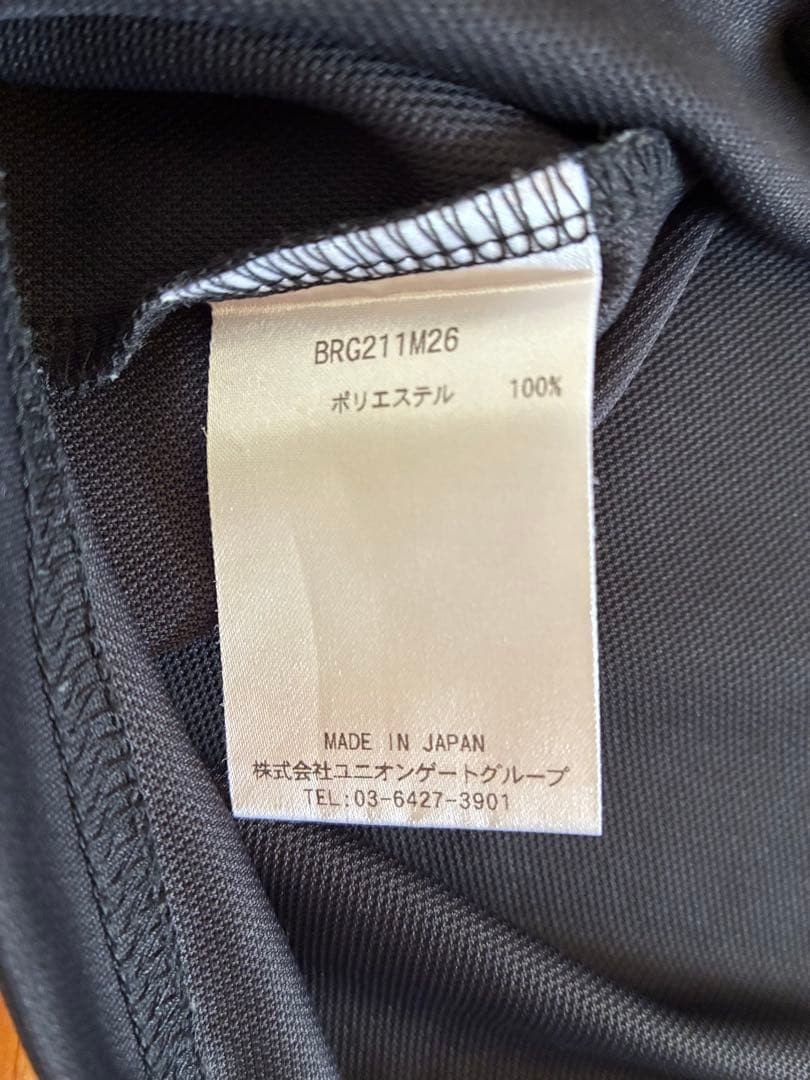 BRG211M26
ポリエステル 100%
MADE IN JAPAN
株式会社ユニオンゲートグループ
TEL:03-6427-3901